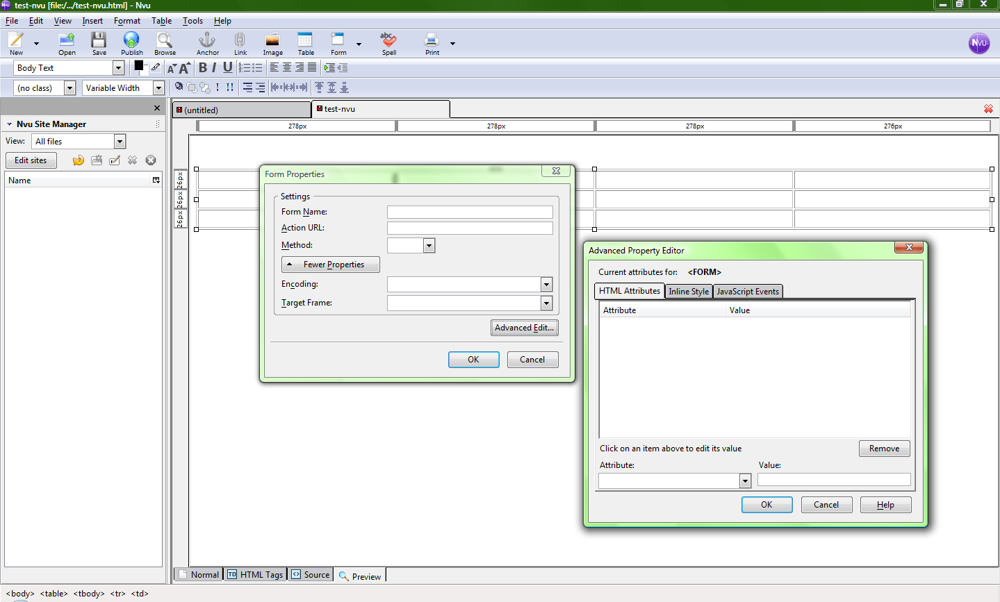 test-nvu [file:/.../test-nvu.html] - Nvu
File Edit View Insert Format Table Tools Help
New Open Save Publish Browse Anchor Link Image Table Form Spell Print
NVU
Body Text
(no class) Variable Width
(untitled) test-nvu
Nvu Site Manager
278px 278px 278px 276px
View: All files
Edit sites
Name
26px
26px
26px
Form Properties
Settings
Form Name:
Action URL:
Method:
Fewer Properties
Encoding:
Target Frame:
Advanced Edit...
OK Cancel
Advanced Property Editor
Current attributes for: <FORM>
HTML Attributes Inline Style JavaScript Events
Attribute Value
Click on an item above to edit its value
Remove
Attribute: Value:
OK Cancel Help
Normal HTML Tags Source Preview
<body> <table> <tbody> <tr> <td>